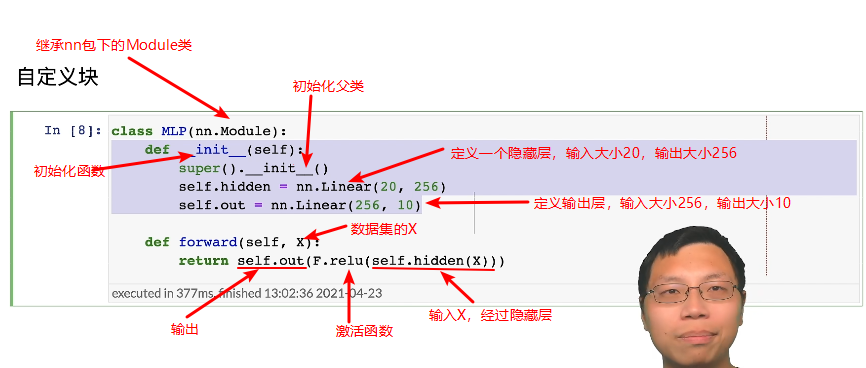 继承nn包下的Module类
自定义块
初始化父类
In [8]:
class MLP(nn.Module):
def __init__(self):
初始化函数
super().__init__()
定义一个隐藏层，输入大小20，输出大小256
self.hidden = nn.Linear(20, 256)
self.out = nn.Linear(256, 10)
定义输出层，输入大小256，输出大小10
数据集的X
def forward(self, X):
return self.out(F.relu(self.hidden(X)))
executed in 377ms, finished 13:02:36 2021-04-23
输出
激活函数
输入X，经过隐藏层